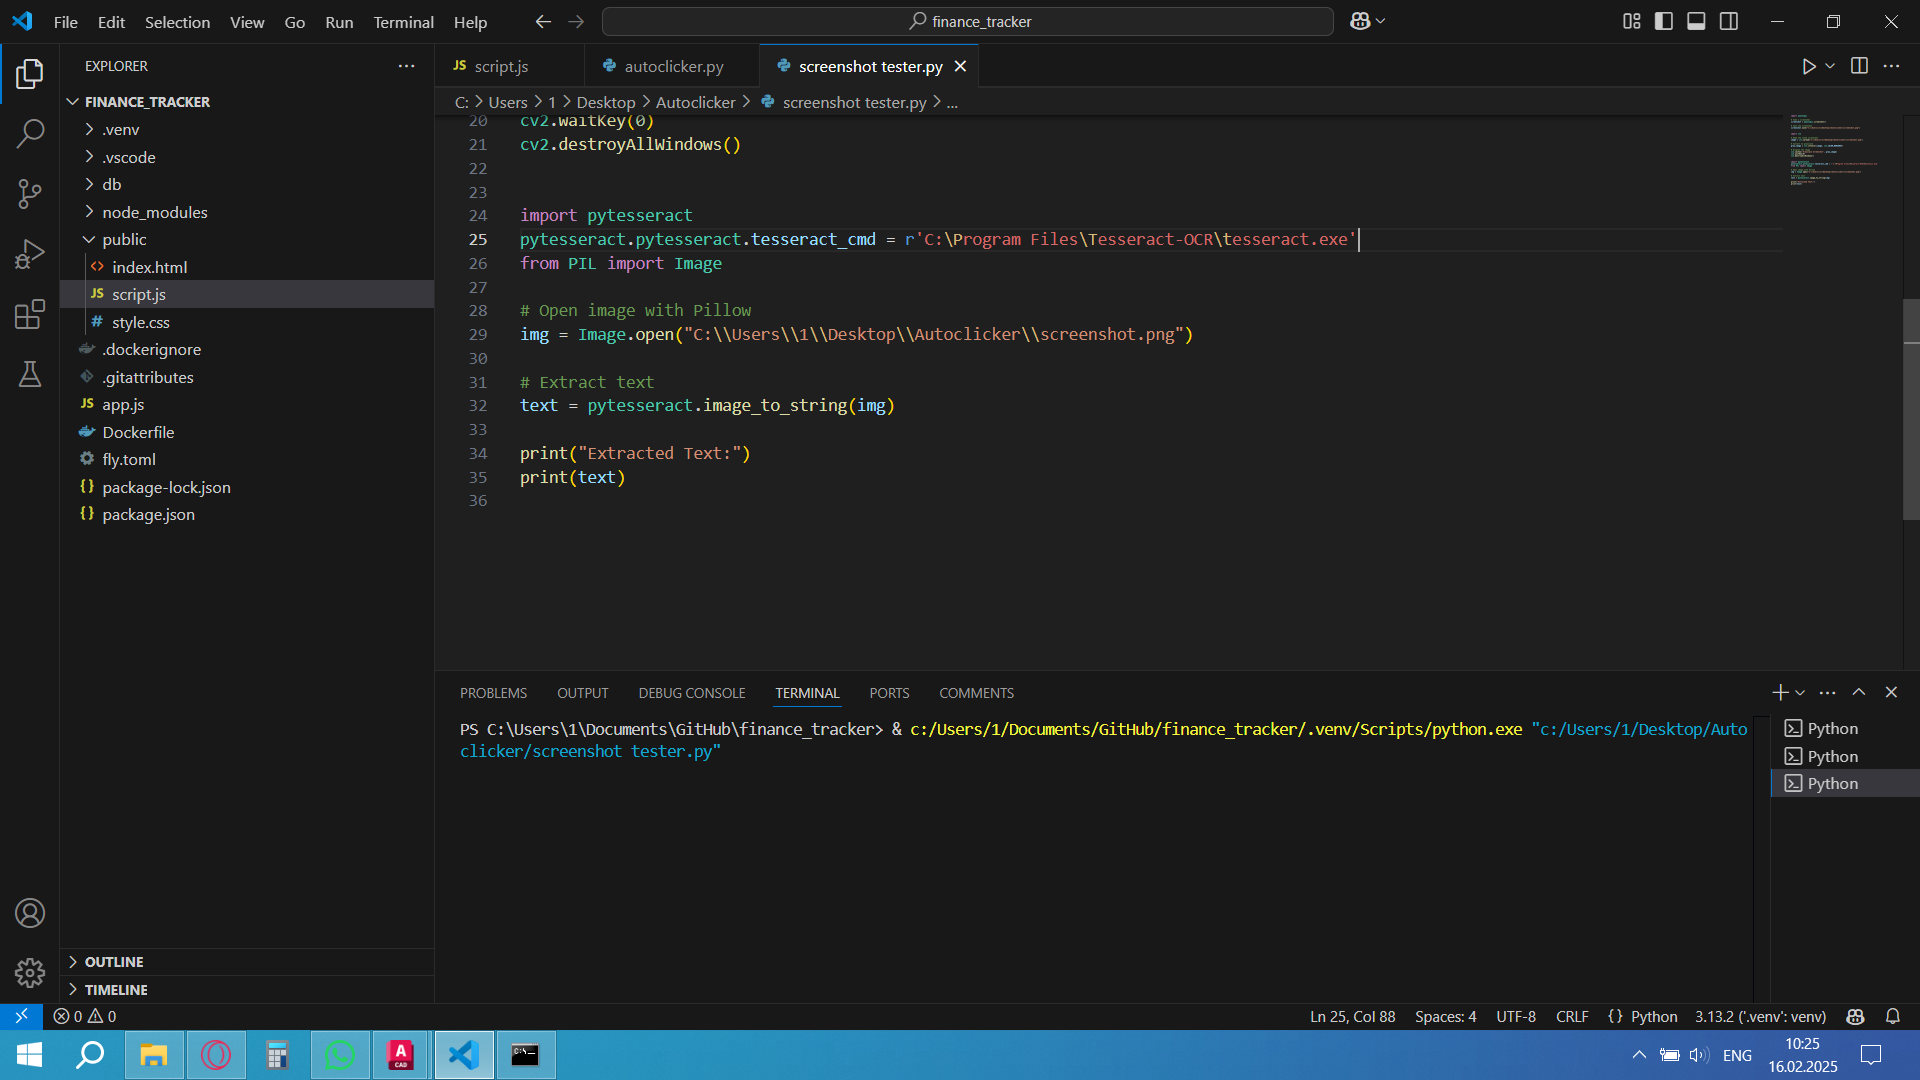 File Edit Selection View Go Run Terminal Help
finance_tracker
EXPLORER
FINANCE_TRACKER
.venv
.vscode
db
node_modules
public
index.html
JS script.js
# style.css
.dockerignore
.gitattributes
JS app.js
Dockerfile
fly.toml
{} package-lock.json
{} package.json
OUTLINE
TIMELINE
JS script.js
autoclicker.py
screenshot tester.py
C: > Users > 1 > Desktop > Autoclicker > screenshot tester.py > ...
20 cv2.waitKey(0)
21 cv2.destroyAllWindows()
22
23
24 import pytesseract
25 pytesseract.pytesseract.tesseract_cmd = r'C:\Program Files\Tesseract-OCR\tesseract.exe'
26 from PIL import Image
27
28 # Open image with Pillow
29 img = Image.open("C:\\Users\\1\\Desktop\\Autoclicker\\screenshot.png")
30
31 # Extract text
32 text = pytesseract.image_to_string(img)
33
34 print("Extracted Text:")
35 print(text)
36
PROBLEMS OUTPUT DEBUG CONSOLE TERMINAL PORTS COMMENTS
PS C:\Users\1\Documents\GitHub\finance_tracker> & c:/Users/1/Documents/GitHub/finance_tracker/.venv/Scripts/python.exe "c:/Users/1/Desktop/Auto
clicker/screenshot tester.py"
Python
Python
Python
0 0
Ln 25, Col 88 Spaces: 4 UTF-8 CRLF {} Python 3.13.2 ('.venv': venv)
A CAD
C:\_
ENG
10:25
16.02.2025